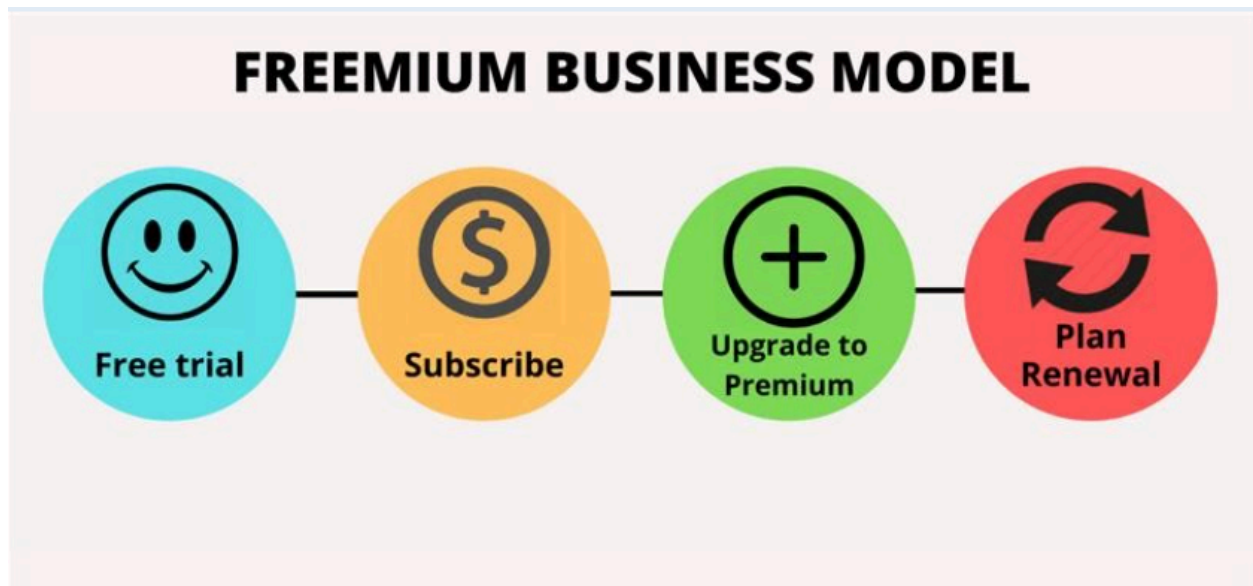 FREEMIUM BUSINESS MODEL
$
Free trial
Subscribe
Upgrade to
Premium
Plan
Renewal